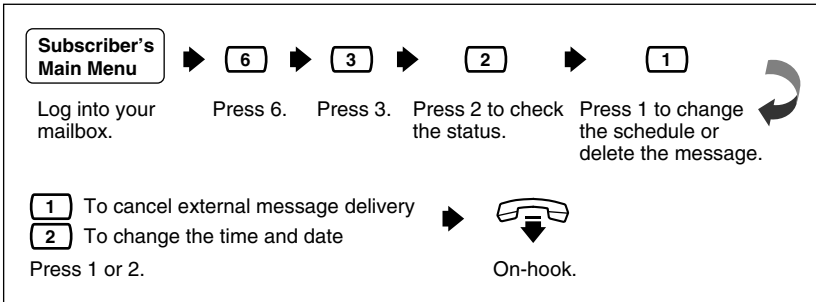 Subscriber's
Main Menu
6
3
2
1
Log into your
mailbox.
Press 6.
Press 3.
Press 2 to check
the status.
Press 1 to change
the schedule or
delete the message.
1 To cancel external message delivery
2 To change the time and date
Press 1 or 2.
On-hook.